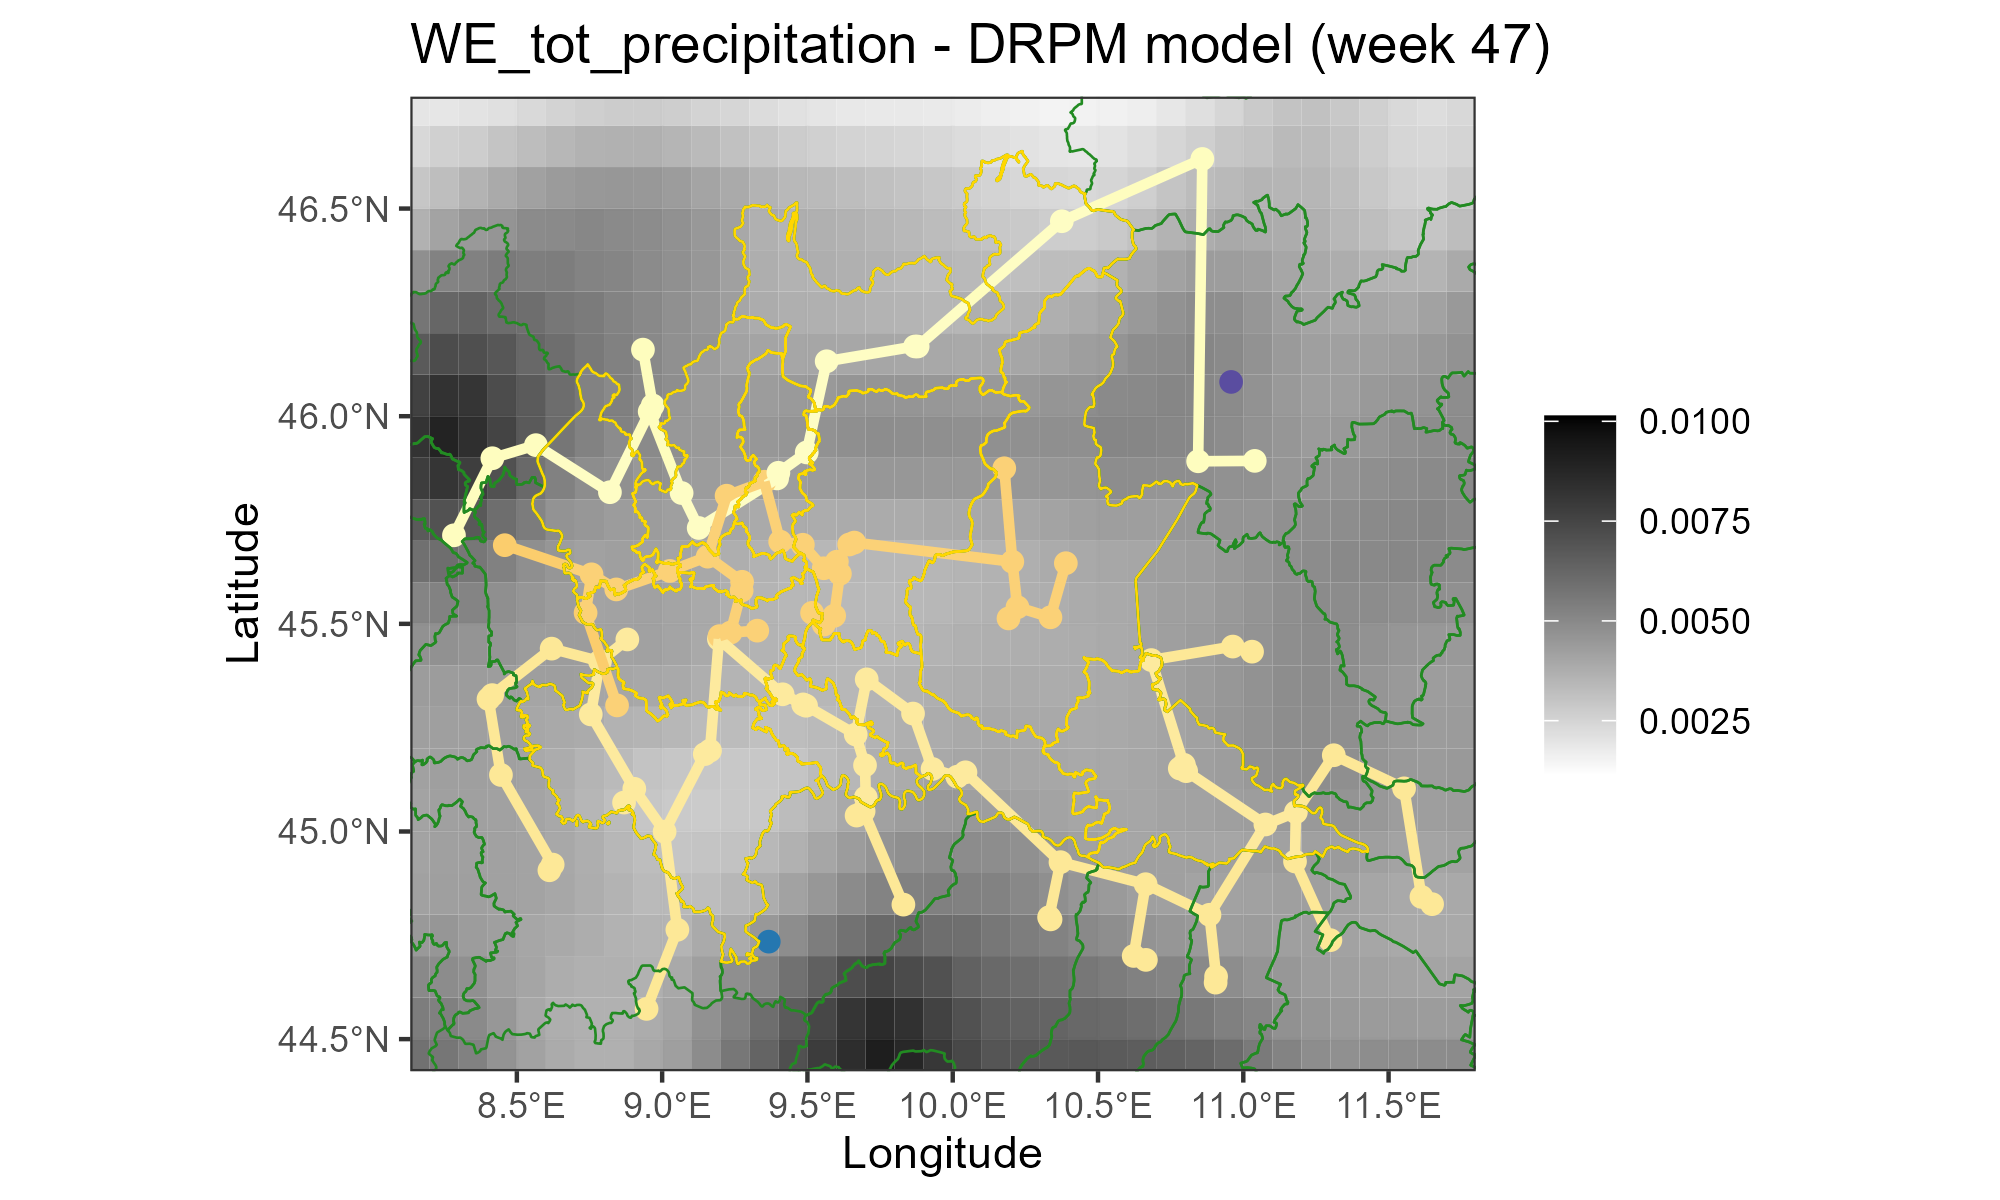 WE_tot_precipitation - DRPM model (week 47)
46.5°N
46.0°N
45.5°N
45.0°N
44.5°N
Latitude
8.5°E 9.0°E 9.5°E 10.0°E 10.5°E 11.0°E 11.5°E
Longitude
0.0100
0.0075
0.0050
0.0025